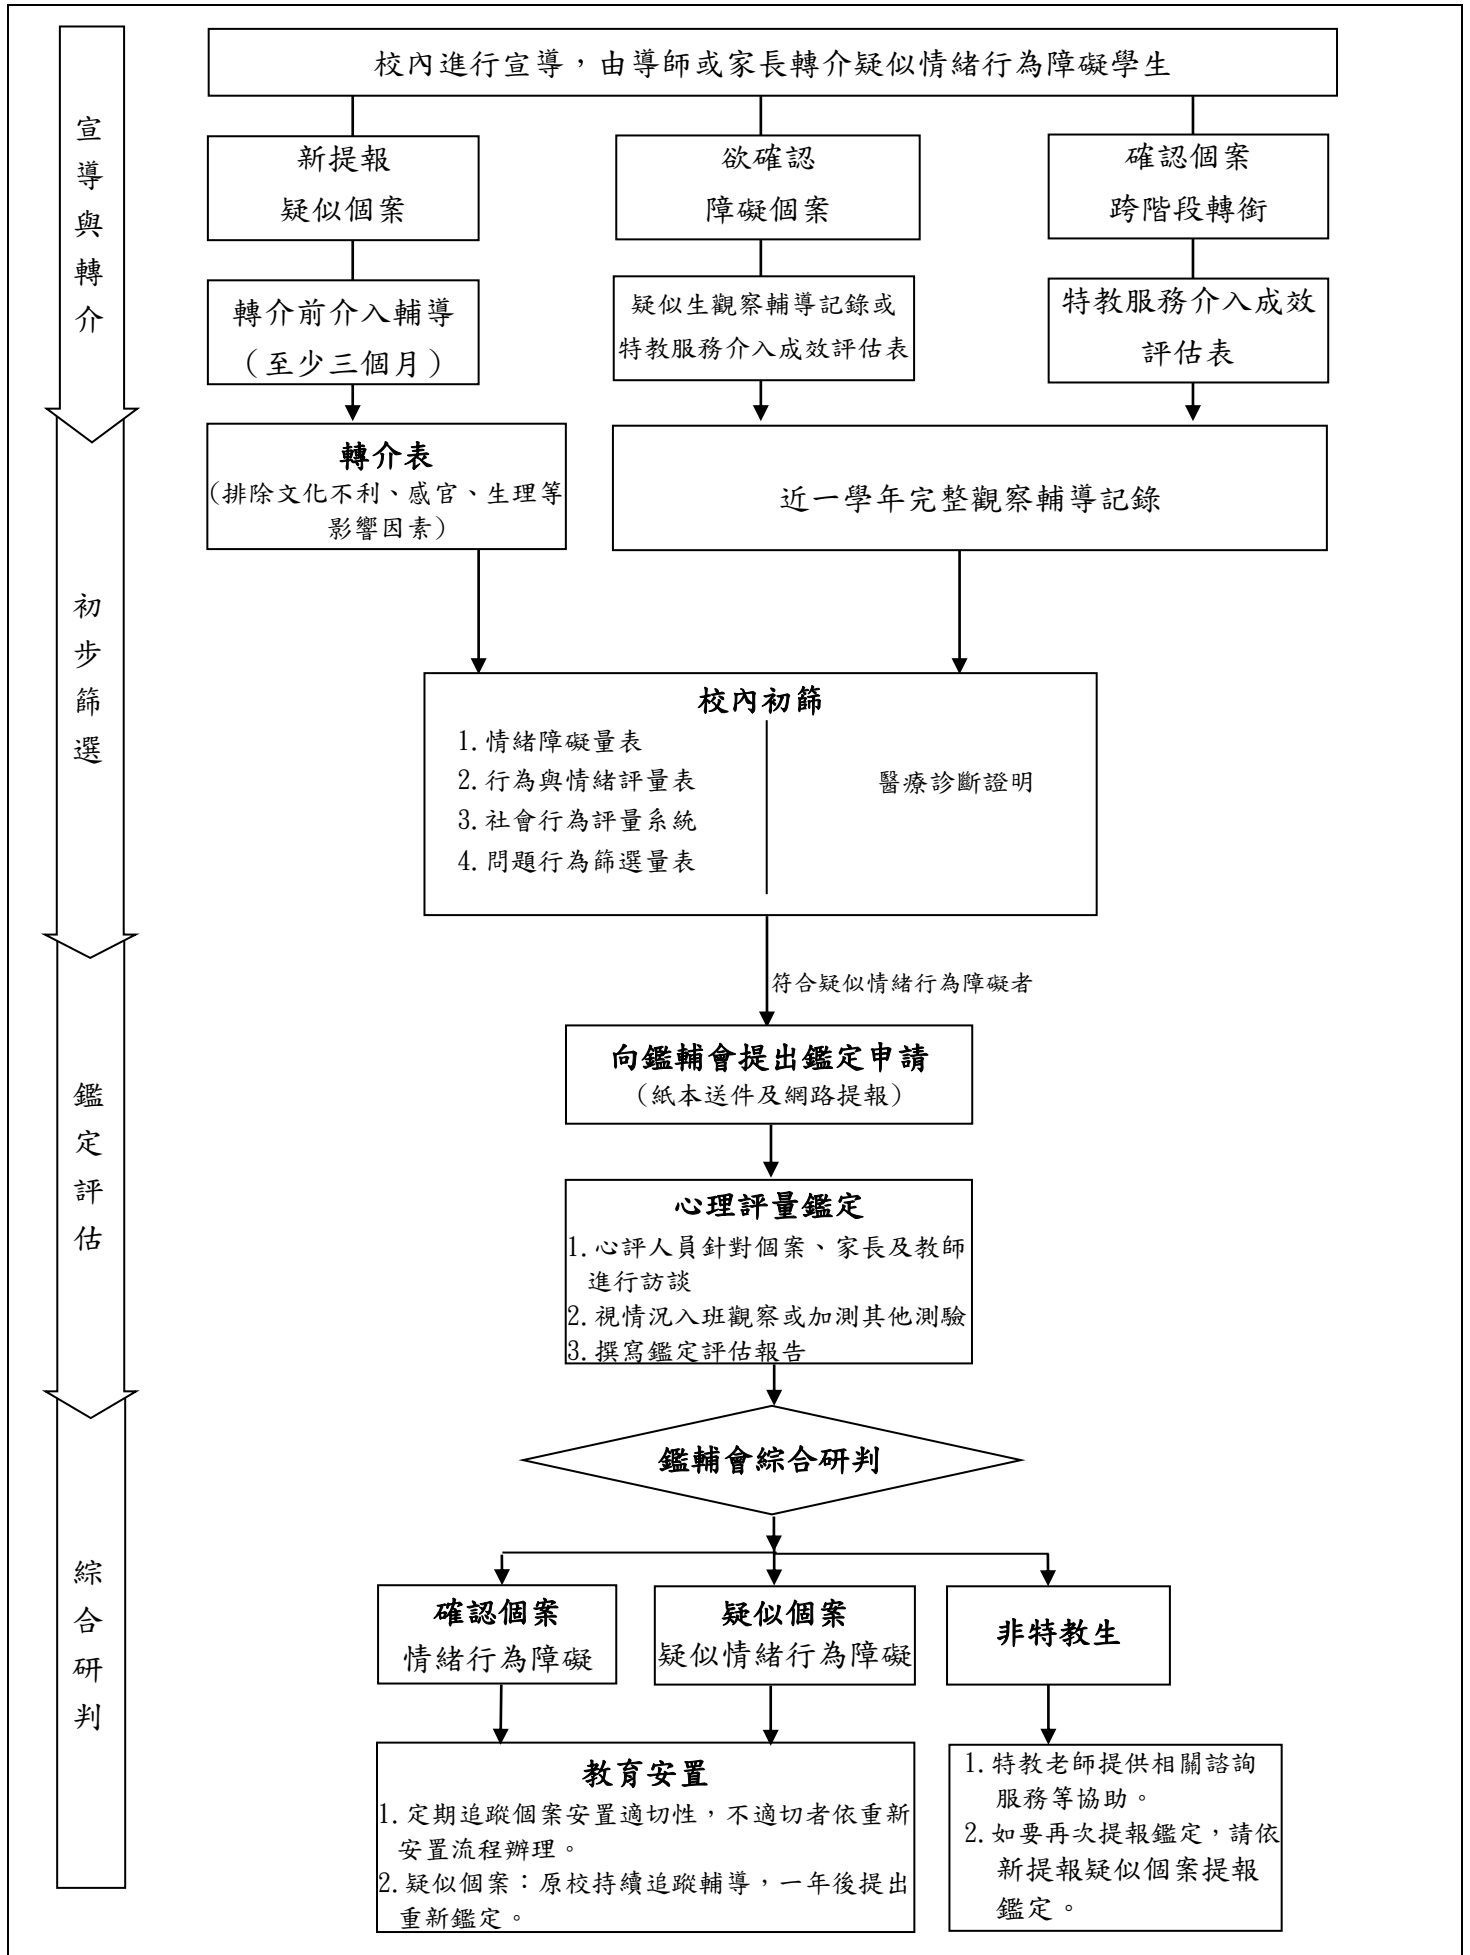 校內進行宣導，由導師或家長轉介疑似情緒行為障礙學生
宣導與轉介
新提報
疑似個案
欲確認
障礙個案
確認個案
跨階段轉銜
轉介前介入輔導
（至少三個月）
疑似生觀察輔導記錄或
特教服務介入成效評估表
特教服務介入成效
評估表
初步篩選
轉介表
(排除文化不利、感官、生理等
影響因素)
近一學年完整觀察輔導記錄
校內初篩
1.情緒障礙量表
2.行為與情緒評量表
3.社會行為評量系統
4.問題行為篩選量表
醫療診斷證明
鑑定評估
符合疑似情緒行為障礙者
向鑑輔會提出鑑定申請
（紙本送件及網路提報）
心理評量鑑定
1.心評人員針對個案、家長及教師
進行訪談
2.視情況入班觀察或加測其他測驗
3.撰寫鑑定評估報告
綜合研判
鑑輔會綜合研判
確認個案
情緒行為障礙
疑似個案
疑似情緒行為障礙
非特教生
教育安置
1.定期追蹤個案安置適切性，不適切者依重新
安置流程辦理。
2.疑似個案：原校持續追蹤輔導，一年後提出
重新鑑定。
1.特教老師提供相關諮詢
服務等協助。
2.如要再次提報鑑定，請依
新提報疑似個案提報
鑑定。